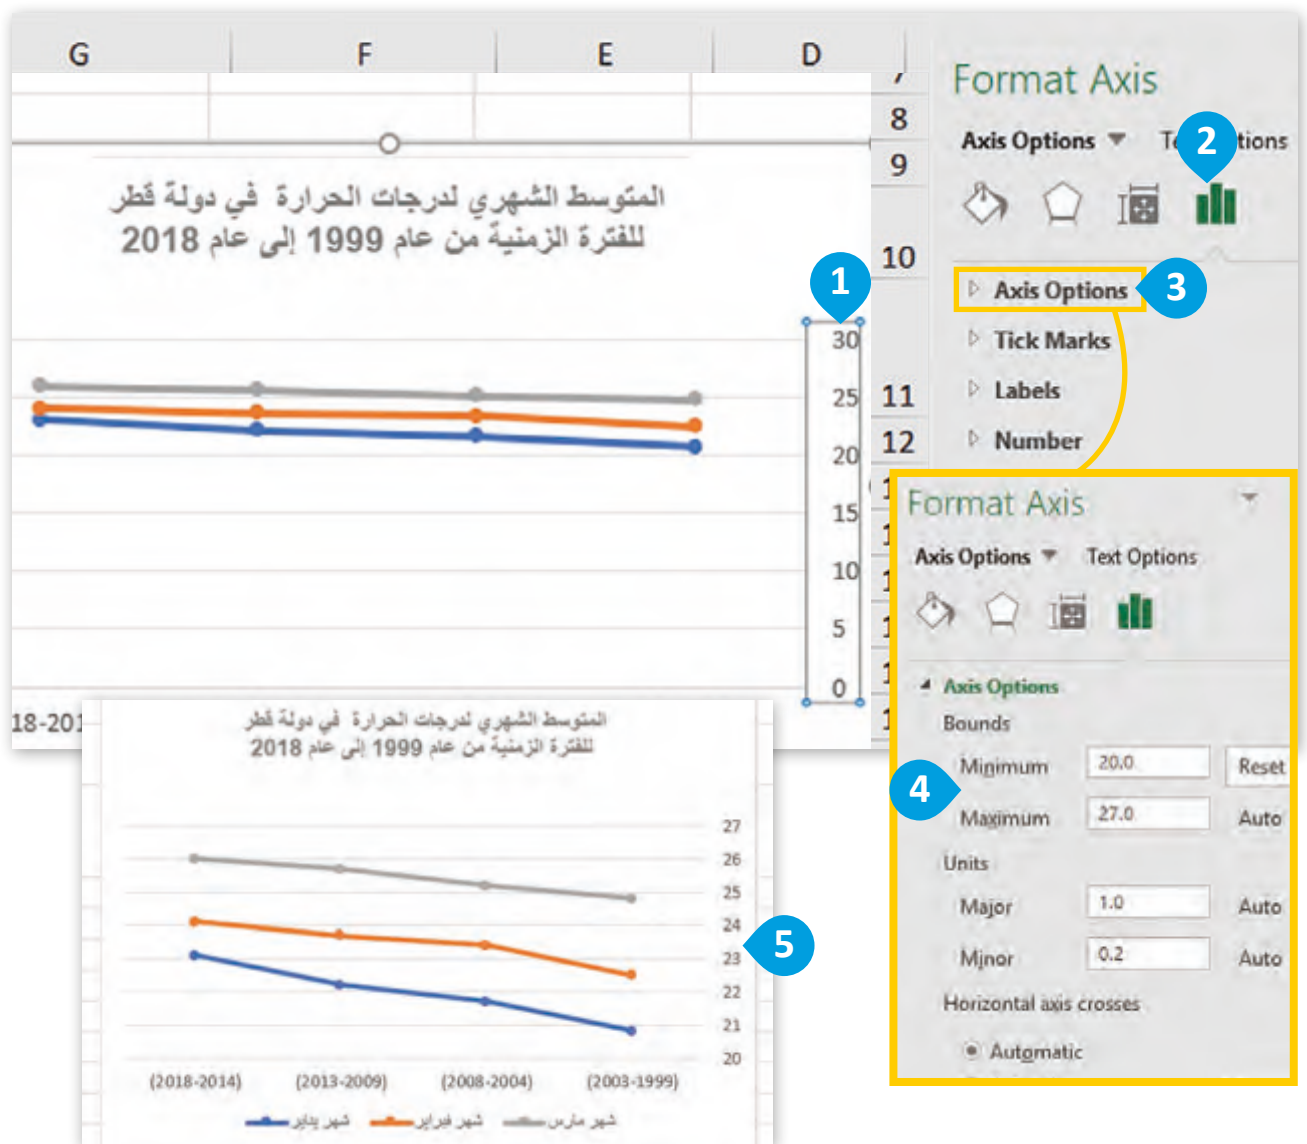 G F E D
7
8
9
10
11
12
المتوسط الشهري لدرجات الحرارة في دولة قطر
للفترة الزمنية من عام 1999 إلى عام 2018
1
30
25
20
15
10
5
0
Format Axis
Axis Options
2
3
Axis Options
Tick Marks
Labels
Number
Format Axis
Axis Options Text Options
Axis Options
Bounds
4
Minimum 20.0 Reset
Maximum 27.0 Auto
Units
Major 1.0 Auto
Minor 0.2 Auto
Horizontal axis crosses
Automatic
المتوسط الشهري لدرجات الحرارة في دولة قطر
للفترة الزمنية من عام 1999 إلى عام 2018
27
26
25
24
23
22
21
20
5
(2018-2014) (2013-2009) (2008-2004) (2003-1999)
شهر مارس شهر فبراير شهر يناير